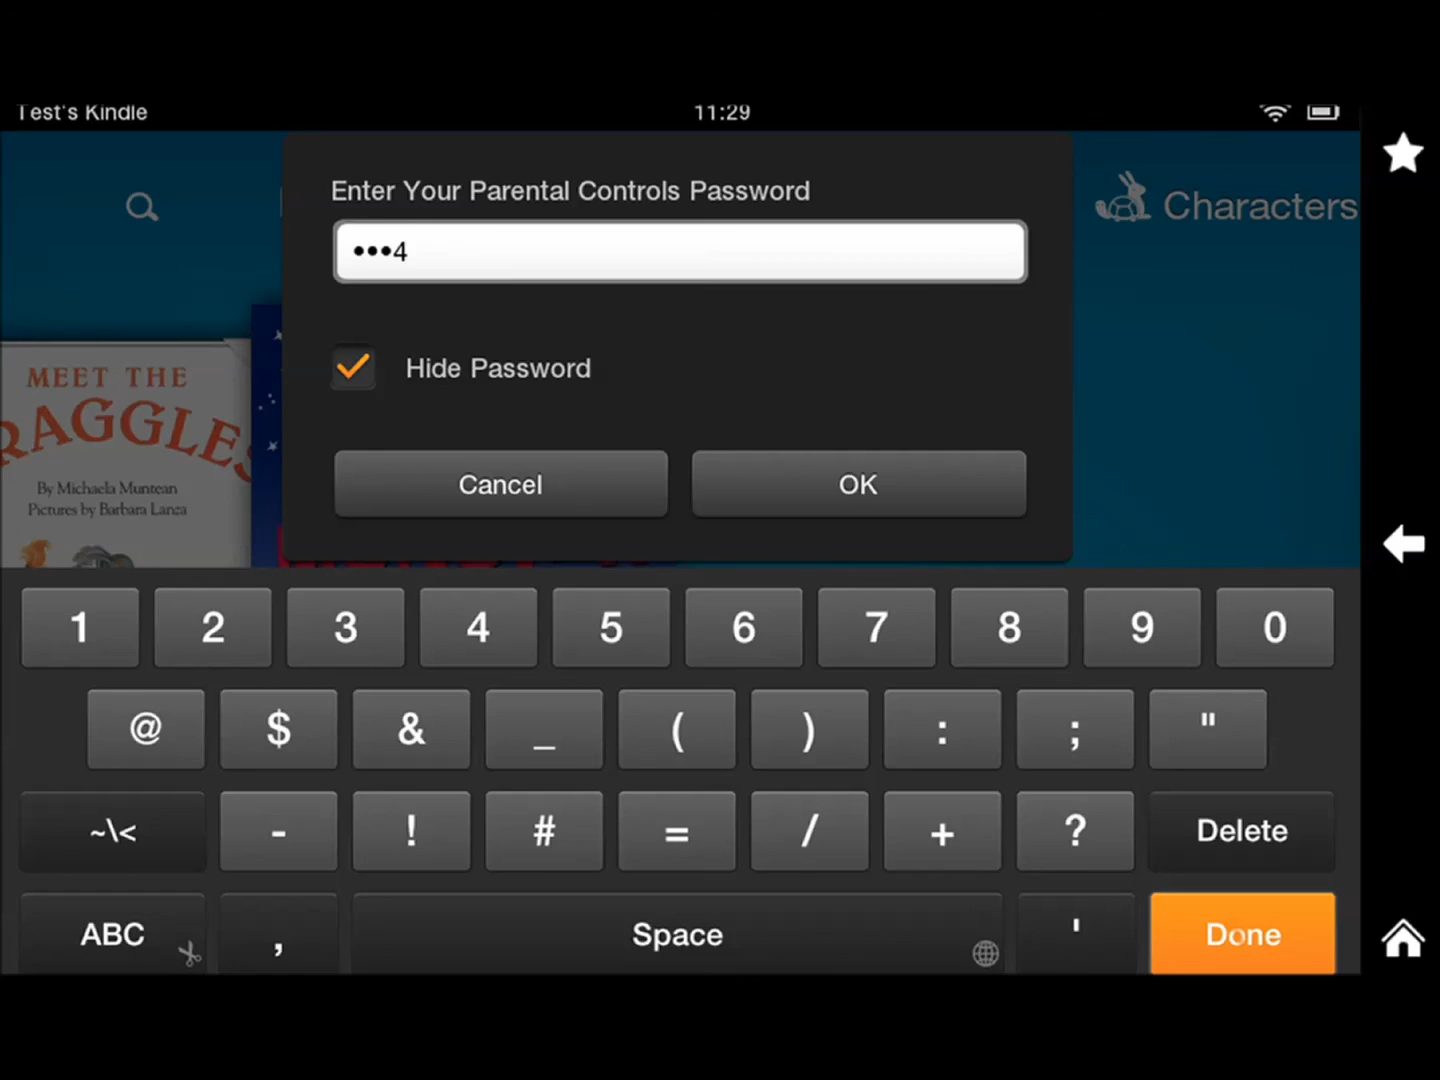 Test's Kindle
11:29
Enter Your Parental Controls Password
•••4
Characters
Hide Password
MEET THE
RAGGLES
By Michaela Muntean
Pictures by Barbara Lanza
Cancel
OK
1 2 3 4 5 6 7 8 9 0
@ $ & _ ( ) : ; "
~\< - ! # = / + ? Delete
ABC , Space ' Done